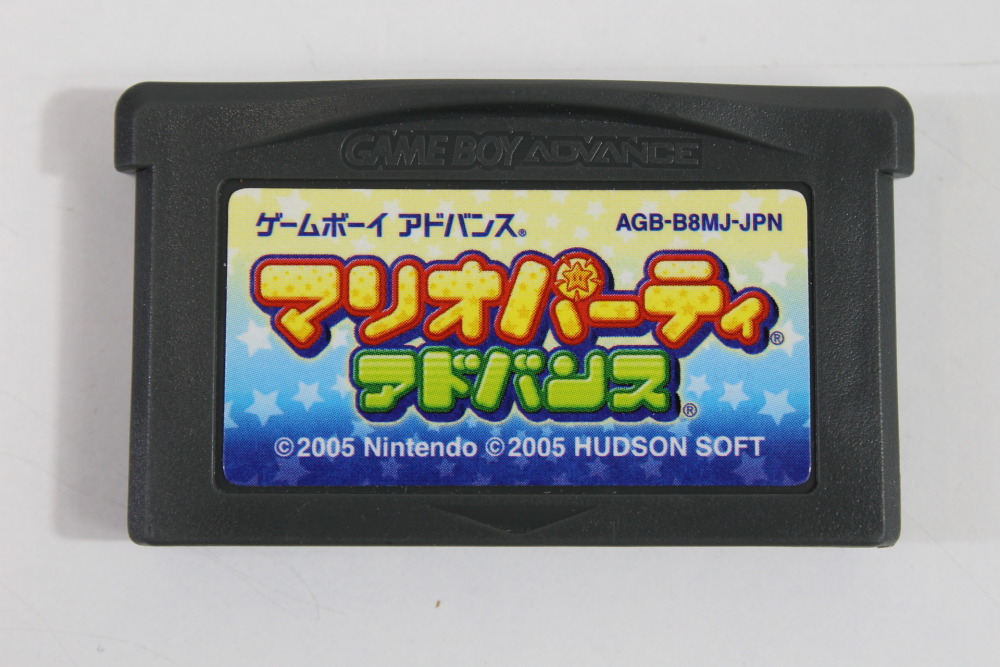 GAME BOY ADVANCE
ゲームボーイ アドバンス® AGB-B8MJ-JPN
マリオパーティ®
アドバンス®
©2005 Nintendo ©2005 HUDSON SOFT